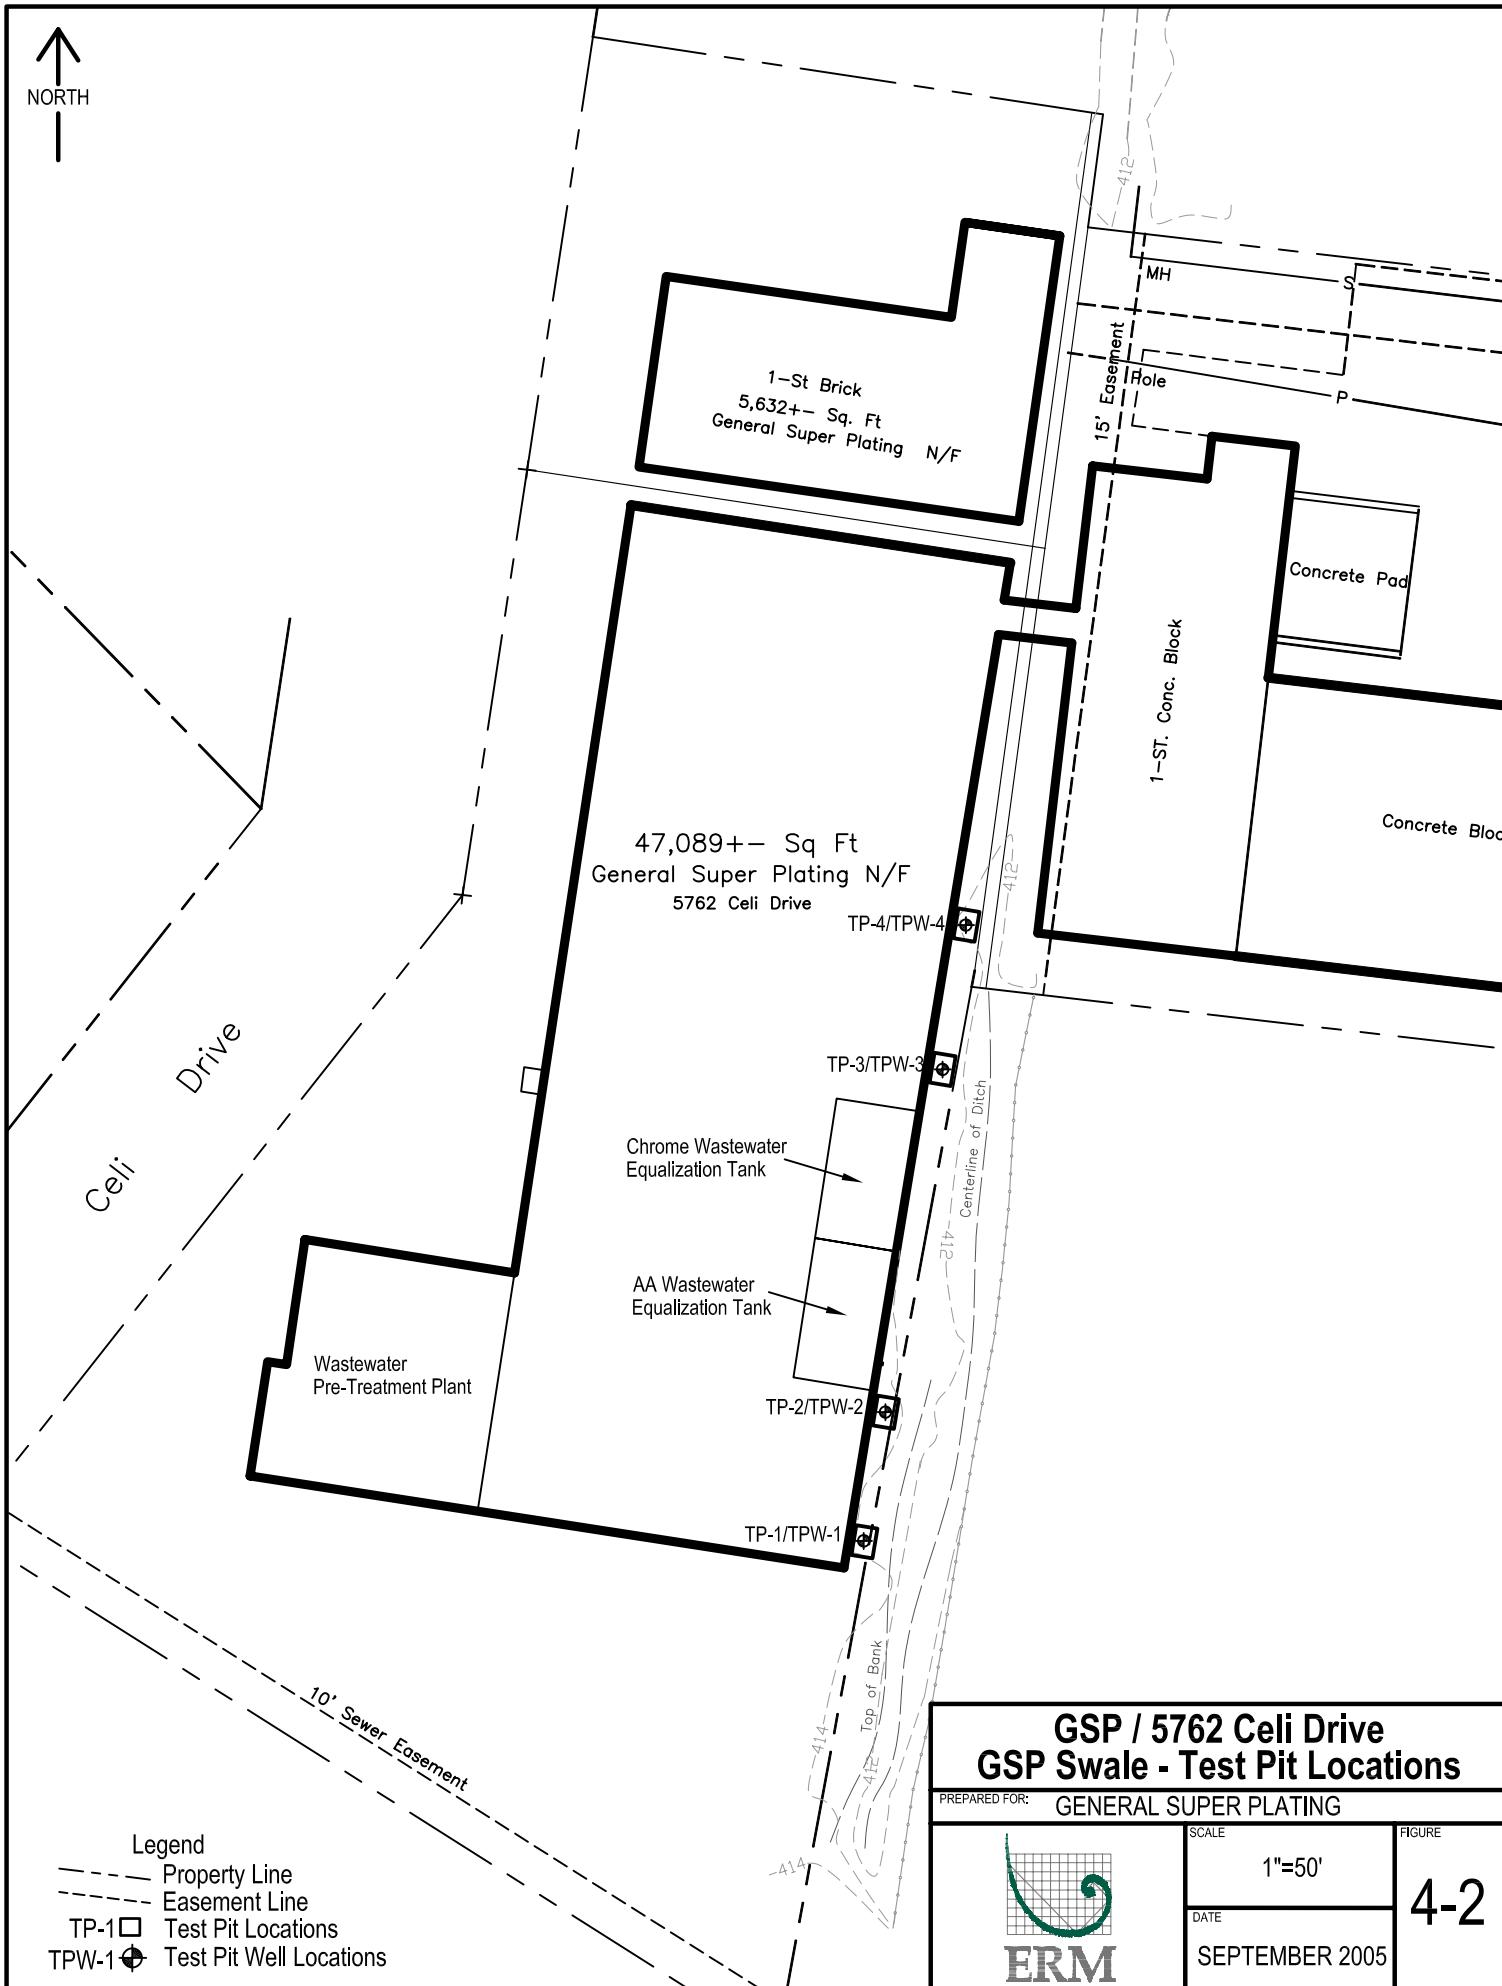 NORTH
412
MH
S
15' Easement
Pole
P
1-St Brick
5,632+- Sq. Ft
General Super Plating N/F
Concrete Pad
1-ST. Conc. Block
Concrete Bloc
47,089+- Sq Ft
General Super Plating N/F
5762 Celi Drive
412
TP-4/TPW-4
TP-3/TPW-3
Celi Drive
Chrome Wastewater
Equalization Tank
Centerline of Ditch
412
AA Wastewater
Equalization Tank
Wastewater
Pre-Treatment Plant
TP-2/TPW-2
TP-1/TPW-1
10' Sewer Easement
414
412
Top of Bank
414
Legend
Property Line
Easement Line
TP-1 Test Pit Locations
TPW-1 Test Pit Well Locations
GSP / 5762 Celi Drive
GSP Swale - Test Pit Locations
PREPARED FOR: GENERAL SUPER PLATING
ERM
SCALE
1"=50'
DATE
SEPTEMBER 2005
FIGURE
4-2